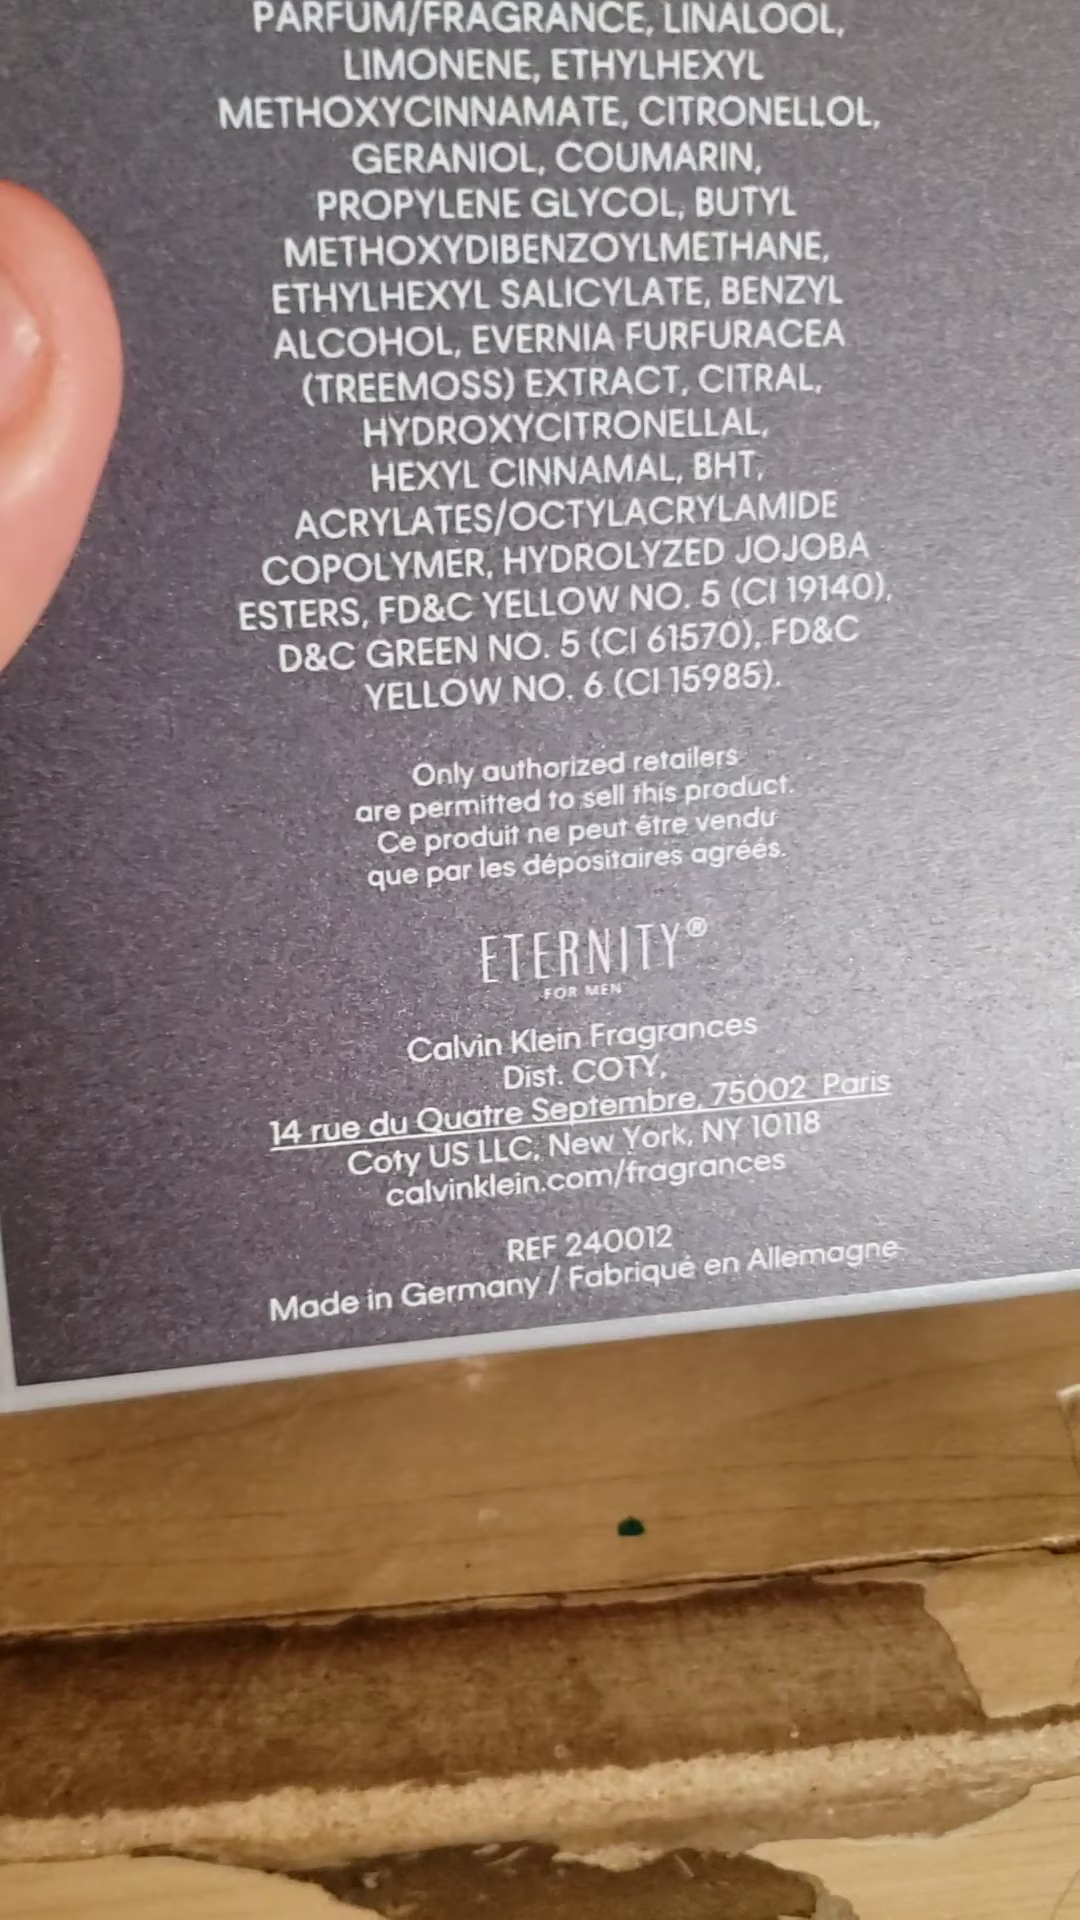 PARFUM/FRAGRANCE, LINALOOL,
LIMONENE, ETHYLHEXYL
METHOXYCINNAMATE, CITRONELLOL,
GERANIOL, COUMARIN,
PROPYLENE GLYCOL, BUTYL
METHOXYDIBENZOYLMETHANE,
ETHYLHEXYL SALICYLATE, BENZYL
ALCOHOL, EVERNIA FURFURACEA
(TREEMOSS) EXTRACT, CITRAL,
HYDROXYCITRONELLAL,
HEXYL CINNAMAL, BHT,
ACRYLATES/OCTYLACRYLAMIDE
COPOLYMER, HYDROLYZED JOJOBA
ESTERS, FD&C YELLOW NO. 5 (CI 19140),
D&C GREEN NO. 5 (CI 61570), FD&C
YELLOW NO. 6 (CI 15985).
Only authorized retailers
are permitted to sell this product.
Ce produit ne peut être vendu
que par les dépositaires agréés.
ETERNITY®
FOR MEN
Calvin Klein Fragrances
Dist. COTY,
14 rue du Quatre Septembre, 75002 Paris
Coty US LLC, New York, NY 10118
calvinklein.com/fragrances
REF 240012
Made in Germany / Fabriqué en Allemagne